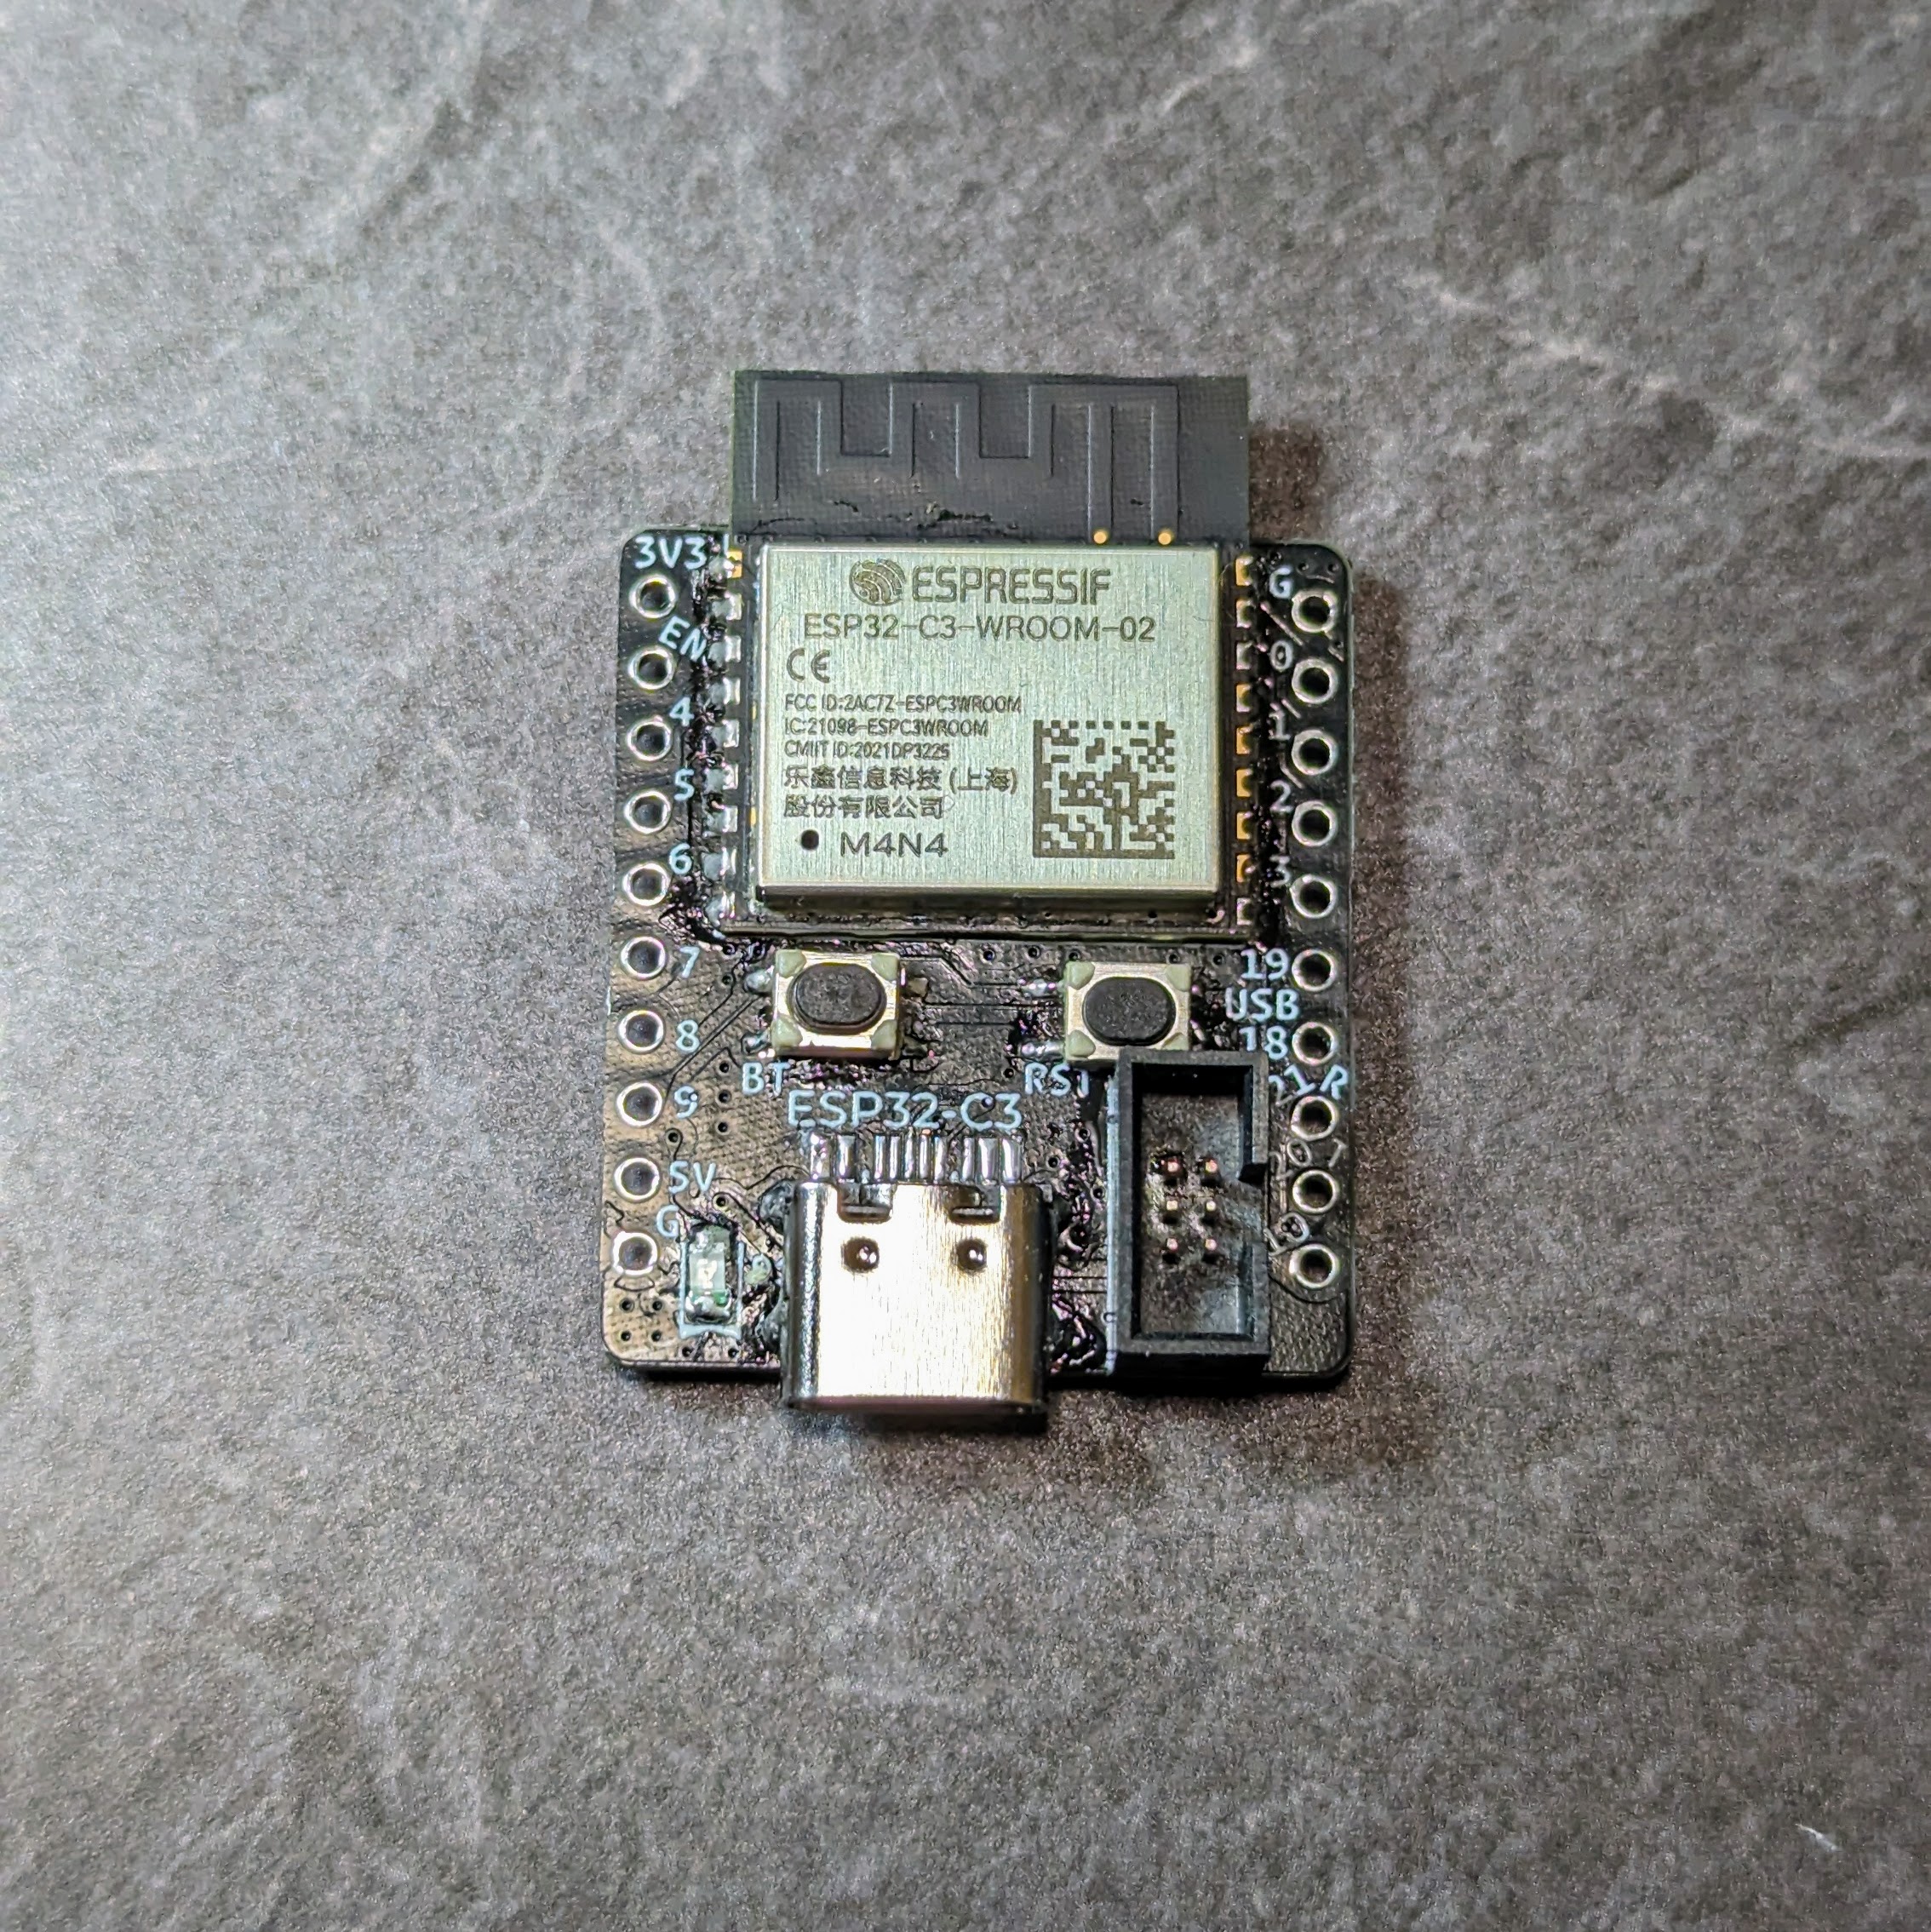 ESPRESSIF
ESP32-C3-WROOM-02
CE
FCC ID:2AC7Z-ESPC3WROOM
IC:21098-ESPC3WROOM
CMIIT ID:2021DP3225
乐鑫信息科技 (上海)
股份有限公司
M4N4
3V3
EN
4
5
6
7
8
9
5V
G
G
0
1
2
3
19
USB
18
BT
RST
ESP32-C3